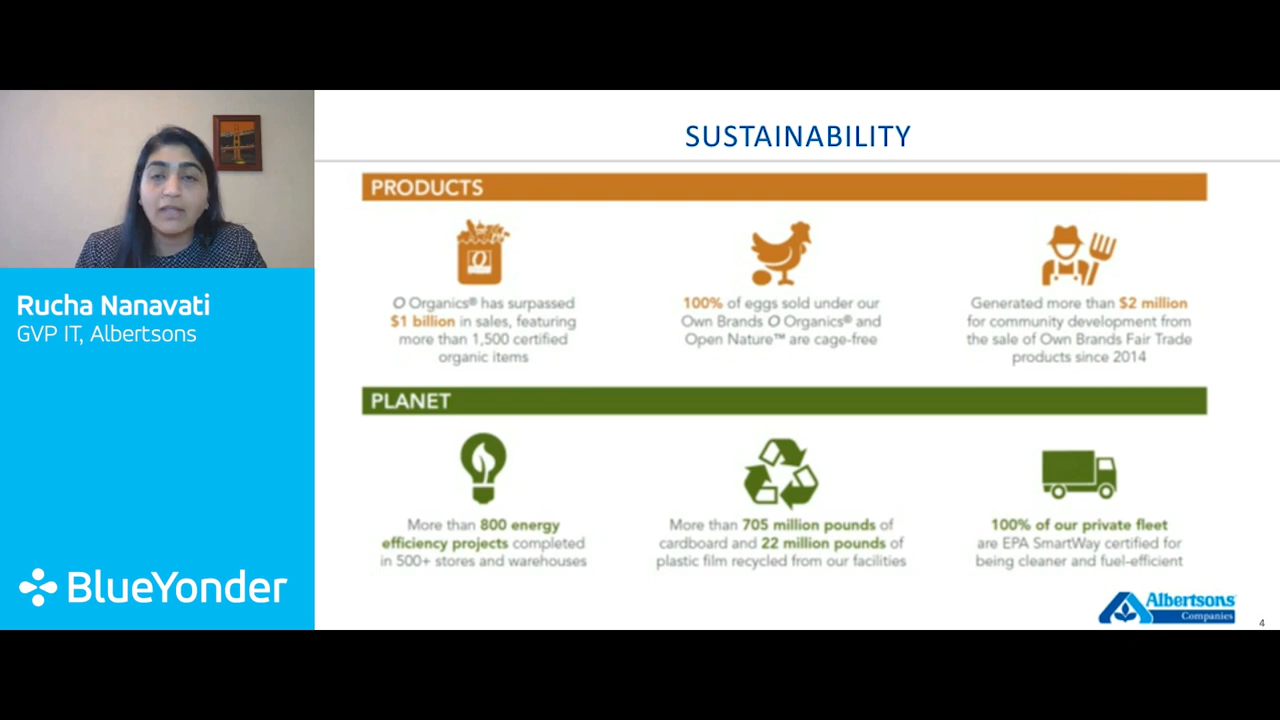 Rucha Nanavati
GVP IT, Albertsons
BlueYonder
SUSTAINABILITY
PRODUCTS
O
O Organics® has surpassed
$1 billion in sales, featuring
more than 1,500 certified
organic items
100% of eggs sold under our
Own Brands O Organics® and
Open Nature™ are cage-free
Generated more than $2 million
for community development from
the sale of Own Brands Fair Trade
products since 2014
PLANET
More than 800 energy
efficiency projects completed
in 500+ stores and warehouses
More than 705 million pounds of
cardboard and 22 million pounds of
plastic film recycled from our facilities
100% of our private fleet
are EPA SmartWay certified for
being cleaner and fuel-efficient
Albertsons
Companies
4